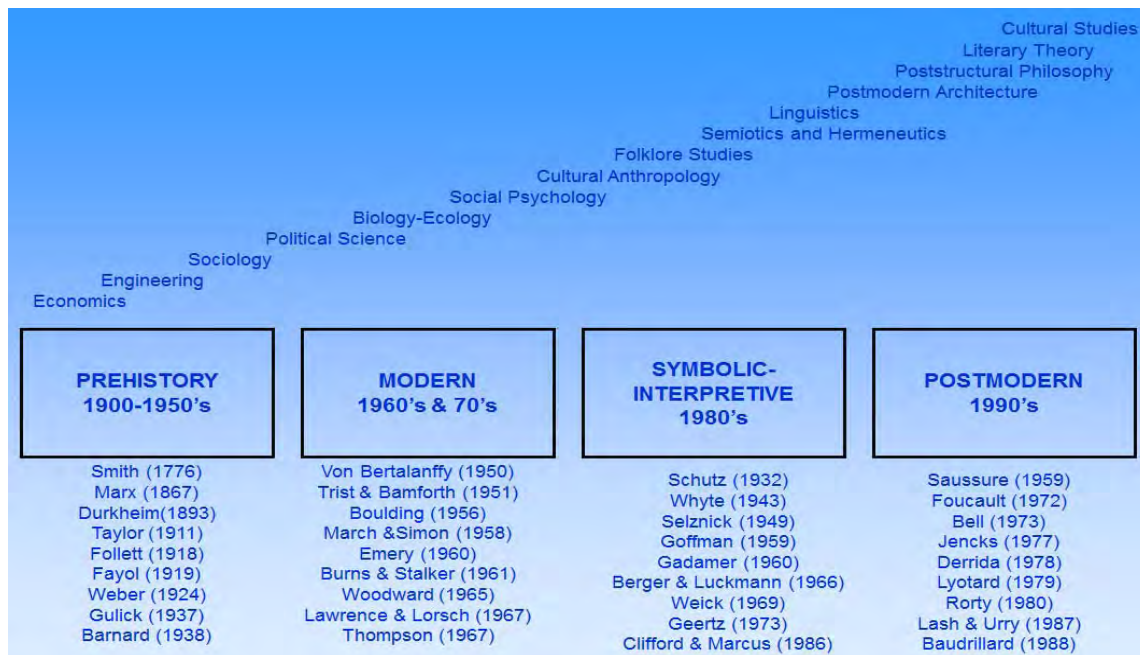 Cultural Studies
Literary Theory
Poststructural Philosophy
Postmodern Architecture
Linguistics
Semiotics and Hermeneutics
Folklore Studies
Cultural Anthropology
Social Psychology
Biology-Ecology
Political Science
Sociology
Engineering
Economics
PREHISTORY
1900-1950's
Smith (1776)
Marx (1867)
Durkheim(1893)
Taylor (1911)
Follett (1918)
Fayol (1919)
Weber (1924)
Gulick (1937)
Barnard (1938)
MODERN
1960's & 70's
Von Bertalanffy (1950)
Trist & Bamforth (1951)
Boulding (1956)
March &Simon (1958)
Emery (1960)
Burns & Stalker (1961)
Woodward (1965)
Lawrence & Lorsch (1967)
Thompson (1967)
SYMBOLIC-
INTERPRETIVE
1980's
Schutz (1932)
Whyte (1943)
Selznick (1949)
Goffman (1959)
Gadamer (1960)
Berger & Luckmann (1966)
Weick (1969)
Geertz (1973)
Clifford & Marcus (1986)
POSTMODERN
1990's
Saussure (1959)
Foucault (1972)
Bell (1973)
Jencks (1977)
Derrida (1978)
Lyotard (1979)
Rorty (1980)
Lash & Urry (1987)
Baudrillard (1988)